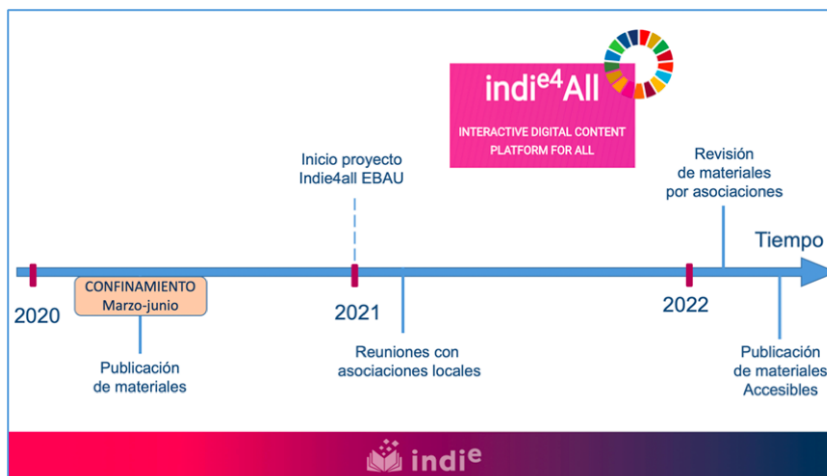 indie4All
INTERACTIVE DIGITAL CONTENT
PLATFORM FOR ALL
Inicio proyecto
Indie4all EBAU
Revisión
de materiales
por asociaciones
Tiempo
2020
CONFINAMIENTO
Marzo-junio
2021
2022
Publicación
de materiales
Reuniones con
asociaciones locales
Publicación
de materiales
Accesibles
indie